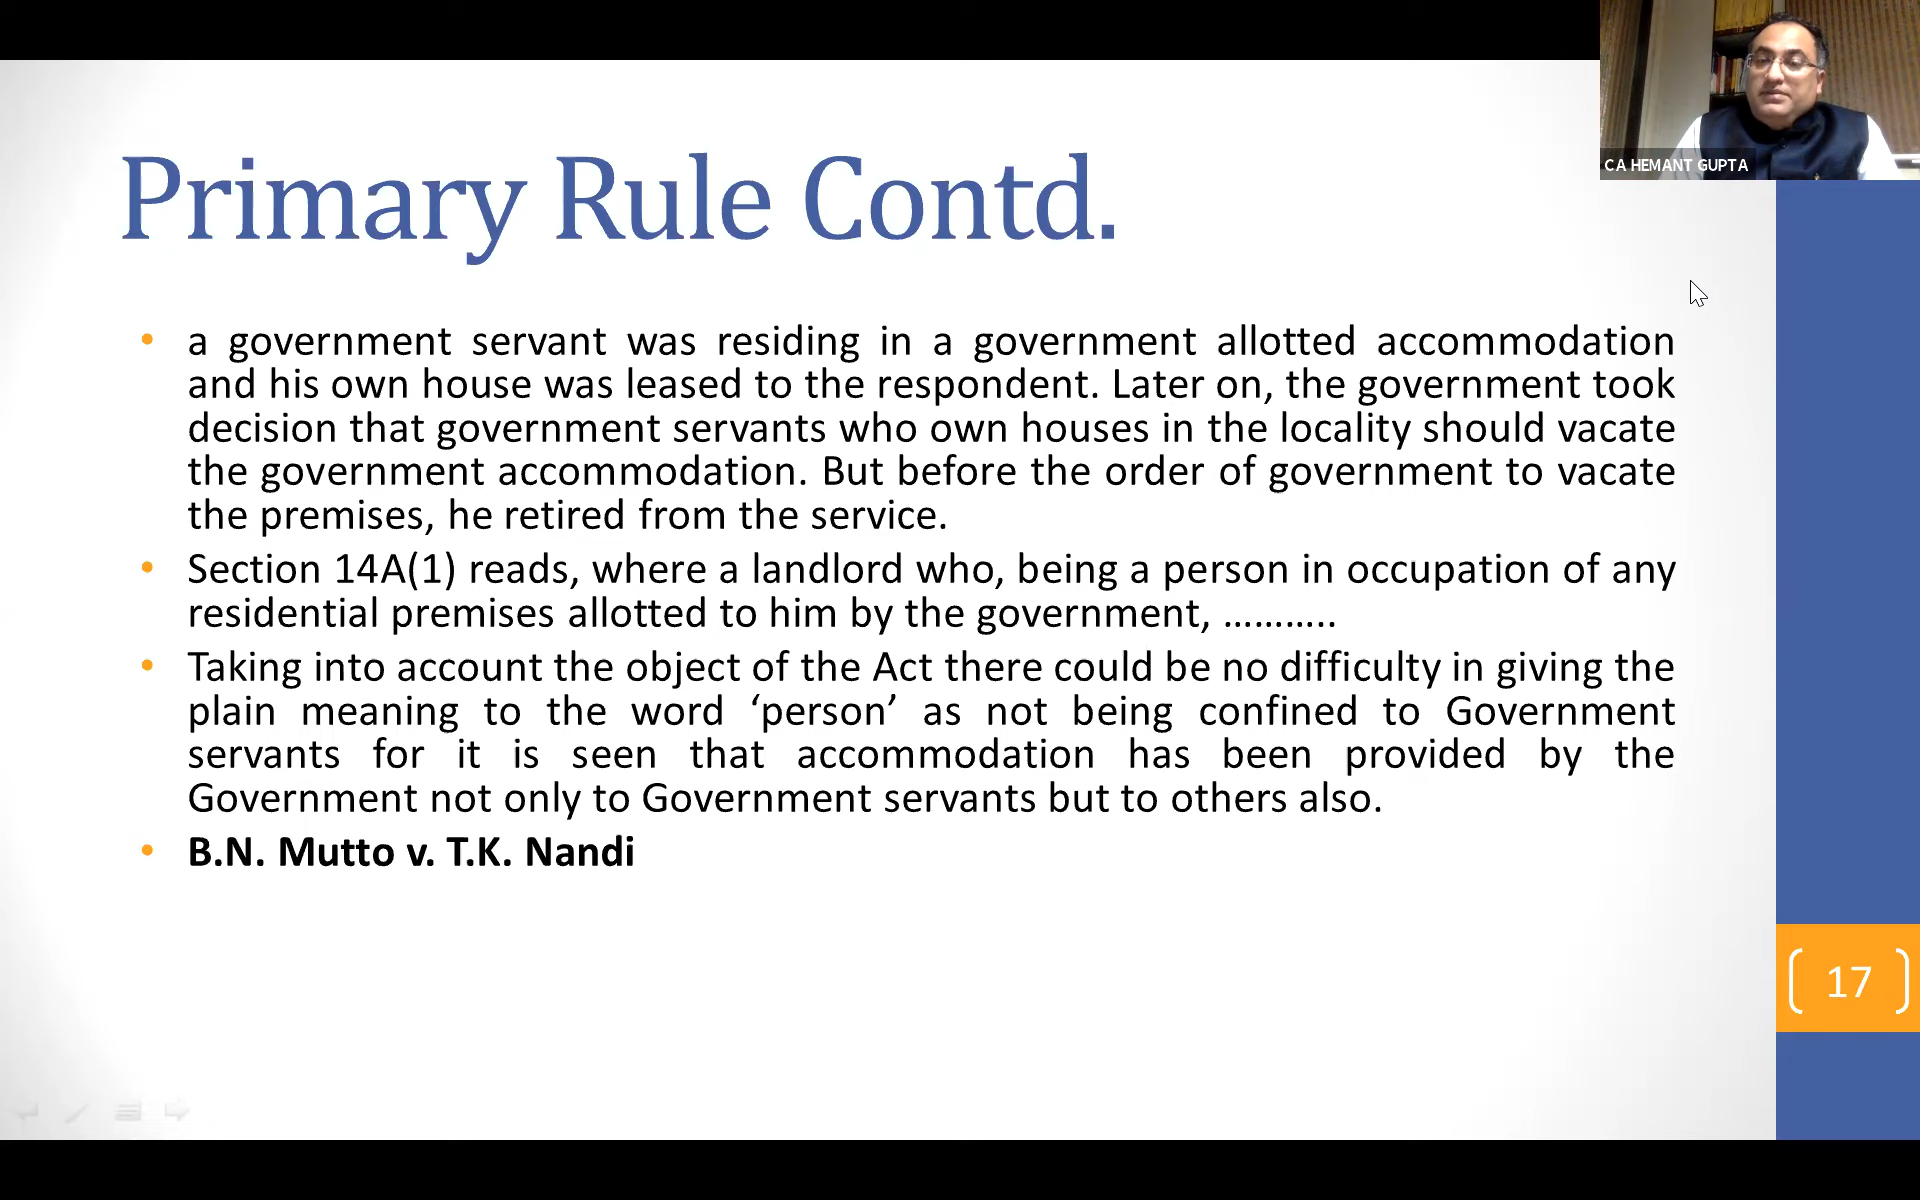 CA HEMANT GUPTA
Primary Rule Contd.
• a government servant was residing in a government allotted accommodation
and his own house was leased to the respondent. Later on, the government took
decision that government servants who own houses in the locality should vacate
the government accommodation. But before the order of government to vacate
the premises, he retired from the service.
• Section 14A(1) reads, where a landlord who, being a person in occupation of any
residential premises allotted to him by the government, ………..
• Taking into account the object of the Act there could be no difficulty in giving the
plain meaning to the word ‘person’ as not being confined to Government
servants for it is seen that accommodation has been provided by the
Government not only to Government servants but to others also.
• B.N. Mutto v. T.K. Nandi
17